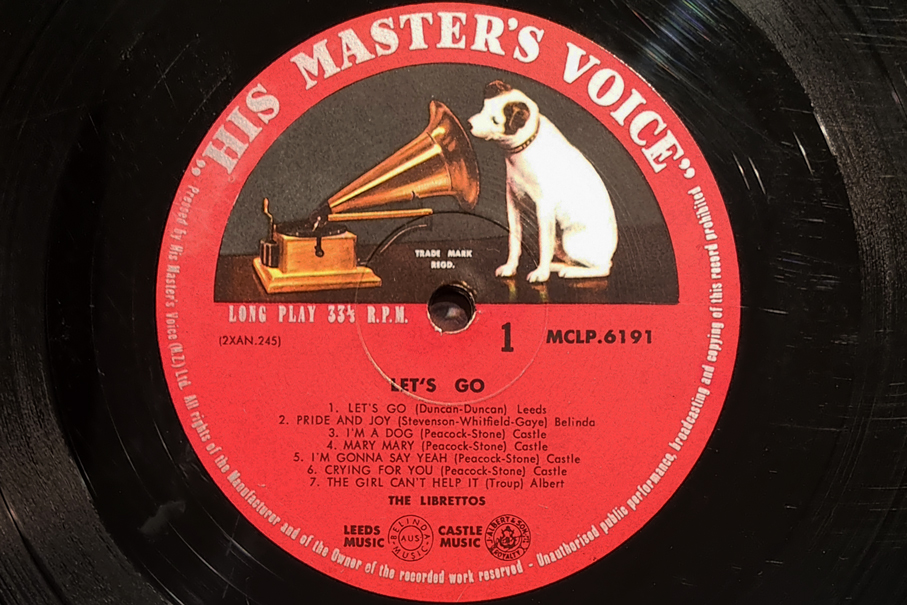 "HIS MASTER'S VOICE"
TRADE MARK
REGD.
LONG PLAY 33⅓ R.P.M.
(2XAN.245)
1
MCLP.6191
LET'S GO
1. LET'S GO (Duncan-Duncan) Leeds
2. PRIDE AND JOY (Stevenson-Whitfield-Gaye) Belinda
3. I'M A DOG (Peacock-Stone) Castle
4. MARY MARY (Peacock-Stone) Castle
5. I'M GONNA SAY YEAH (Peacock-Stone) Castle
6. CRYING FOR YOU (Peacock-Stone) Castle
7. THE GIRL CAN'T HELP IT (Troup) Albert
THE LIBRETTOS
LEEDS
MUSIC
BELINDA
AUS
MUSIC
CASTLE
MUSIC
ALBERT & SON
ROYALTY
Pressed by His Master's Voice (N.Z.) Ltd. All rights of the Manufacturer and of the Owner of the recorded work reserved - Unauthorised public performance, broadcasting and copying of this record prohibited